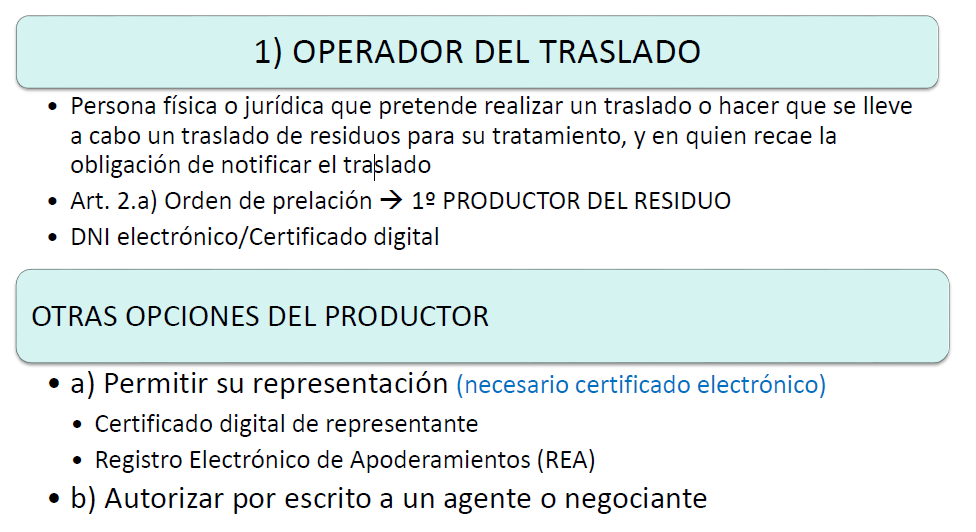 1) OPERADOR DEL TRASLADO
• Persona física o jurídica que pretende realizar un traslado o hacer que se lleve
a cabo un traslado de residuos para su tratamiento, y en quien recae la
obligación de notificar el traslado
• Art. 2.a) Orden de prelación → 1º PRODUCTOR DEL RESIDUO
• DNI electrónico/Certificado digital
OTRAS OPCIONES DEL PRODUCTOR
• a) Permitir su representación (necesario certificado electrónico)
• Certificado digital de representante
• Registro Electrónico de Apoderamientos (REA)
• b) Autorizar por escrito a un agente o negociante